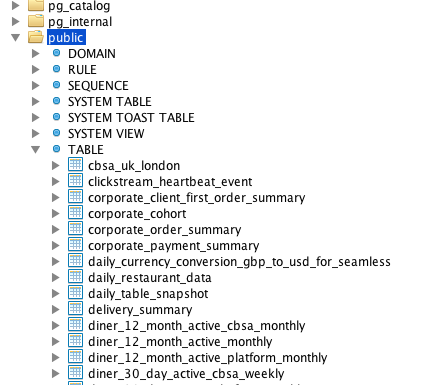 pg_catalog
pg_internal
public
DOMAIN
RULE
SEQUENCE
SYSTEM TABLE
SYSTEM TOAST TABLE
SYSTEM VIEW
TABLE
cbsa_uk_london
clickstream_heartbeat_event
corporate_client_first_order_summary
corporate_cohort
corporate_order_summary
corporate_payment_summary
daily_currency_conversion_gbp_to_usd_for_seamless
daily_restaurant_data
daily_table_snapshot
delivery_summary
diner_12_month_active_cbsa_monthly
diner_12_month_active_monthly
diner_12_month_active_platform_monthly
diner_30_day_active_cbsa_weekly